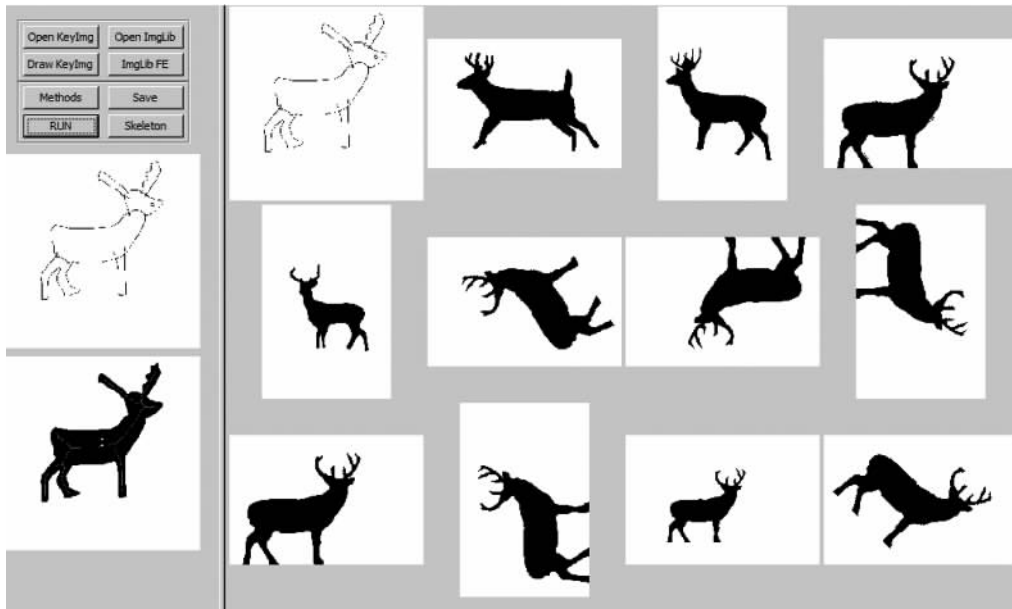 Open KeyImg Open ImgLib
Draw KeyImg ImgLib FE
Methods Save
RUN Skeleton